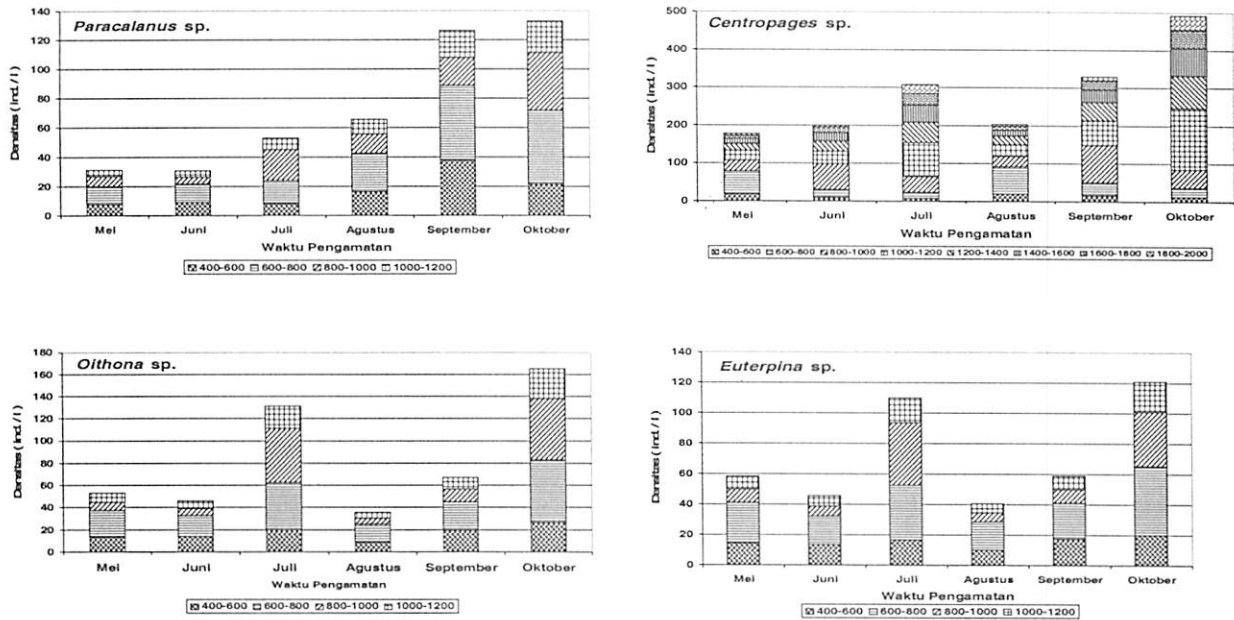 Paracalanus sp.
Densitas (ind./l)
140
120
100
80
60
40
20
0
Mei Juni Juli Agustus September Oktober
Waktu Pengamatan
400-600 600-800 800-1000 1000-1200
Centropages sp.
Densitas (ind./l)
500
400
300
200
100
0
Mei Juni Juli Agustus September Oktober
Waktu Pengamatan
400-600 600-800 800-1000 1000-1200 1200-1400 1400-1600 1600-1800 1800-2000
Oithona sp.
Densitas (ind./l)
180
160
140
120
100
80
60
40
20
0
Mei Juni Juli Agustus September Oktober
Waktu Pengamatan
400-600 600-800 800-1000 1000-1200
Euterpina sp.
Densitas (ind./l)
140
120
100
80
60
40
20
0
Mei Juni Juli Agustus September Oktober
Waktu Pengamatan
400-600 600-800 800-1000 1000-1200